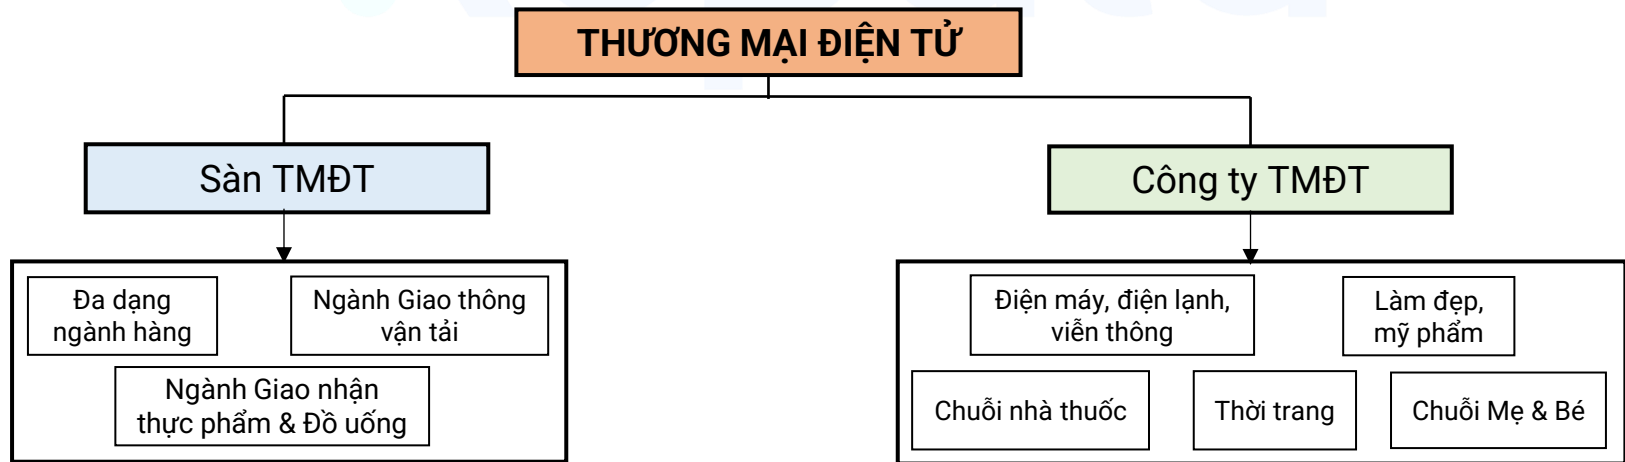 THƯƠNG MẠI ĐIỆN TỬ
Sàn TMĐT
Công ty TMĐT
Đa dạng
ngành hàng
Ngành Giao thông
vận tải
Ngành Giao nhận
thực phẩm & Đồ uống
Điện máy, điện lạnh,
viễn thông
Làm đẹp,
mỹ phẩm
Chuỗi nhà thuốc
Thời trang
Chuỗi Mẹ & Bé